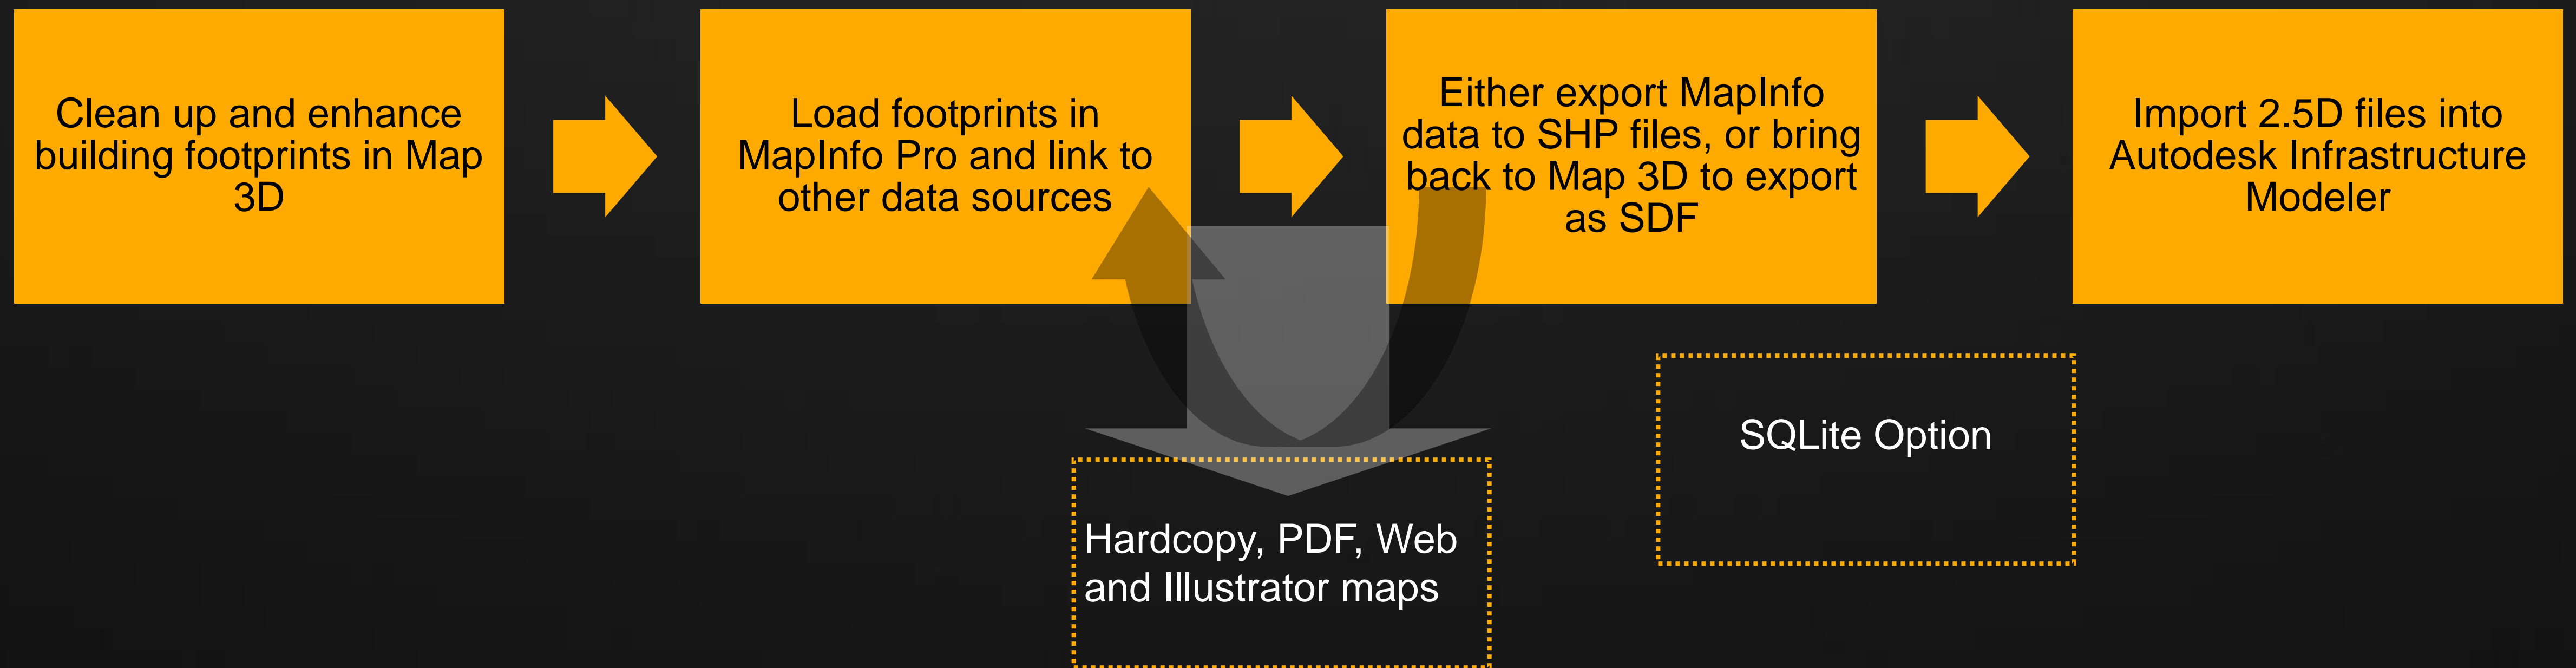 Clean up and enhance
building footprints in Map
3D
Load footprints in
MapInfo Pro and link to
other data sources
Either export MapInfo
data to SHP files, or bring
back to Map 3D to export
as SDF
Import 2.5D files into
Autodesk Infrastructure
Modeler
SQLite Option
Hardcopy, PDF, Web
and Illustrator maps